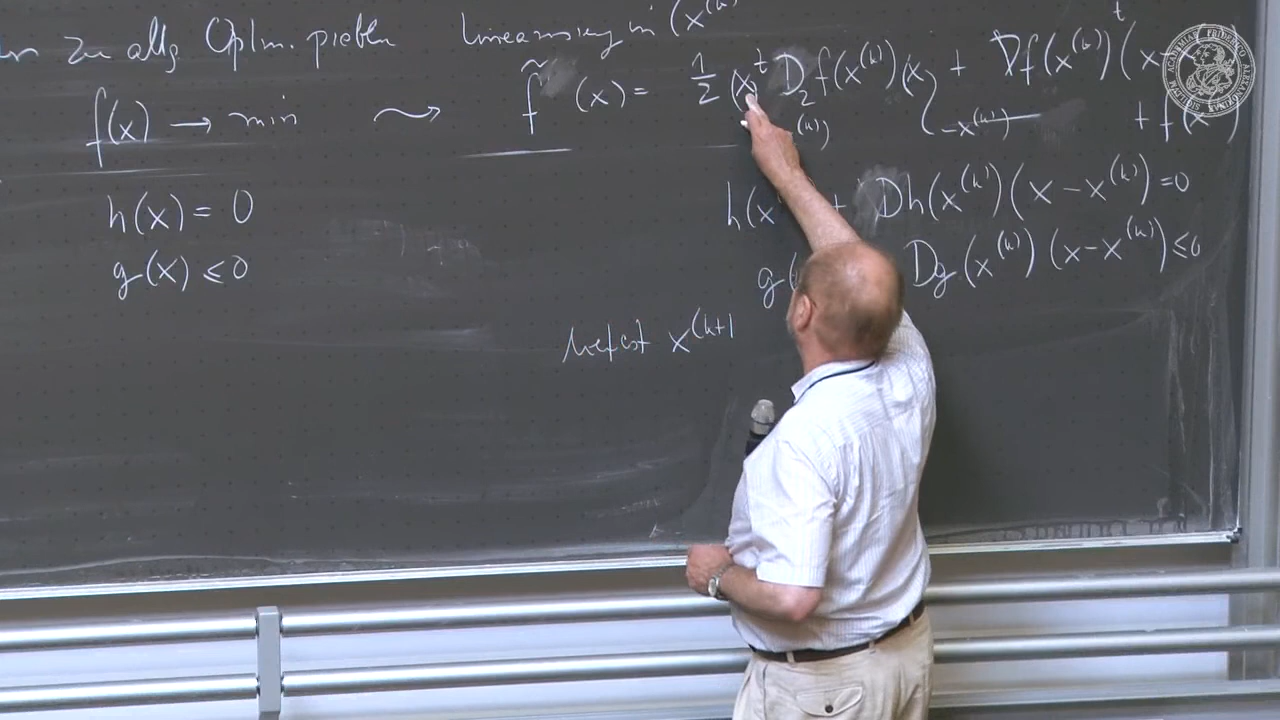 zu allg Optim. problem Linearisierung in (x^(k)
f(x) → min ⇝ f̃ (x) = 1/2 (x^t D_2 f(x^(k)) (x - x^(k)) + Df(x^(k))^t (x
(k)) + f(x )
h(x) = 0 h(x + Dh(x^(k)) (x - x^(k)) = 0
g(x) ≤ 0 g( Dg(x^(k)) (x - x^(k)) ≤ 0
liefert x^(k+1